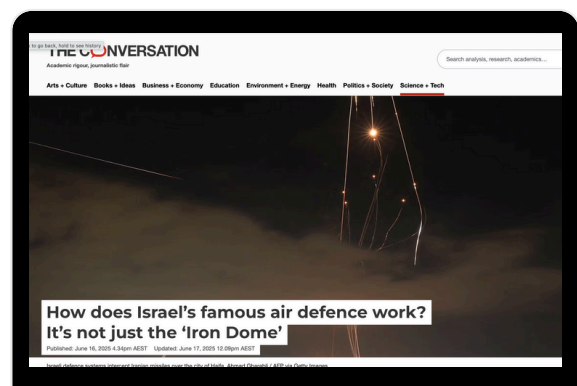 to go back, hold to see history
THE CONVERSATION
Academic rigour, journalistic flair
Search analysis, research, academics…
Arts + Culture Books + Ideas Business + Economy Education Environment + Energy Health Politics + Society Science + Tech
How does Israel’s famous air defence work?
It’s not just the ‘Iron Dome’
Published: June 16, 2025 4.34pm AEST Updated: June 17, 2025 12.09pm AEST
Israeli defence systems intercept Iranian missiles over the city of Haifa. Ahmad Gharabli / AFP via Getty Images